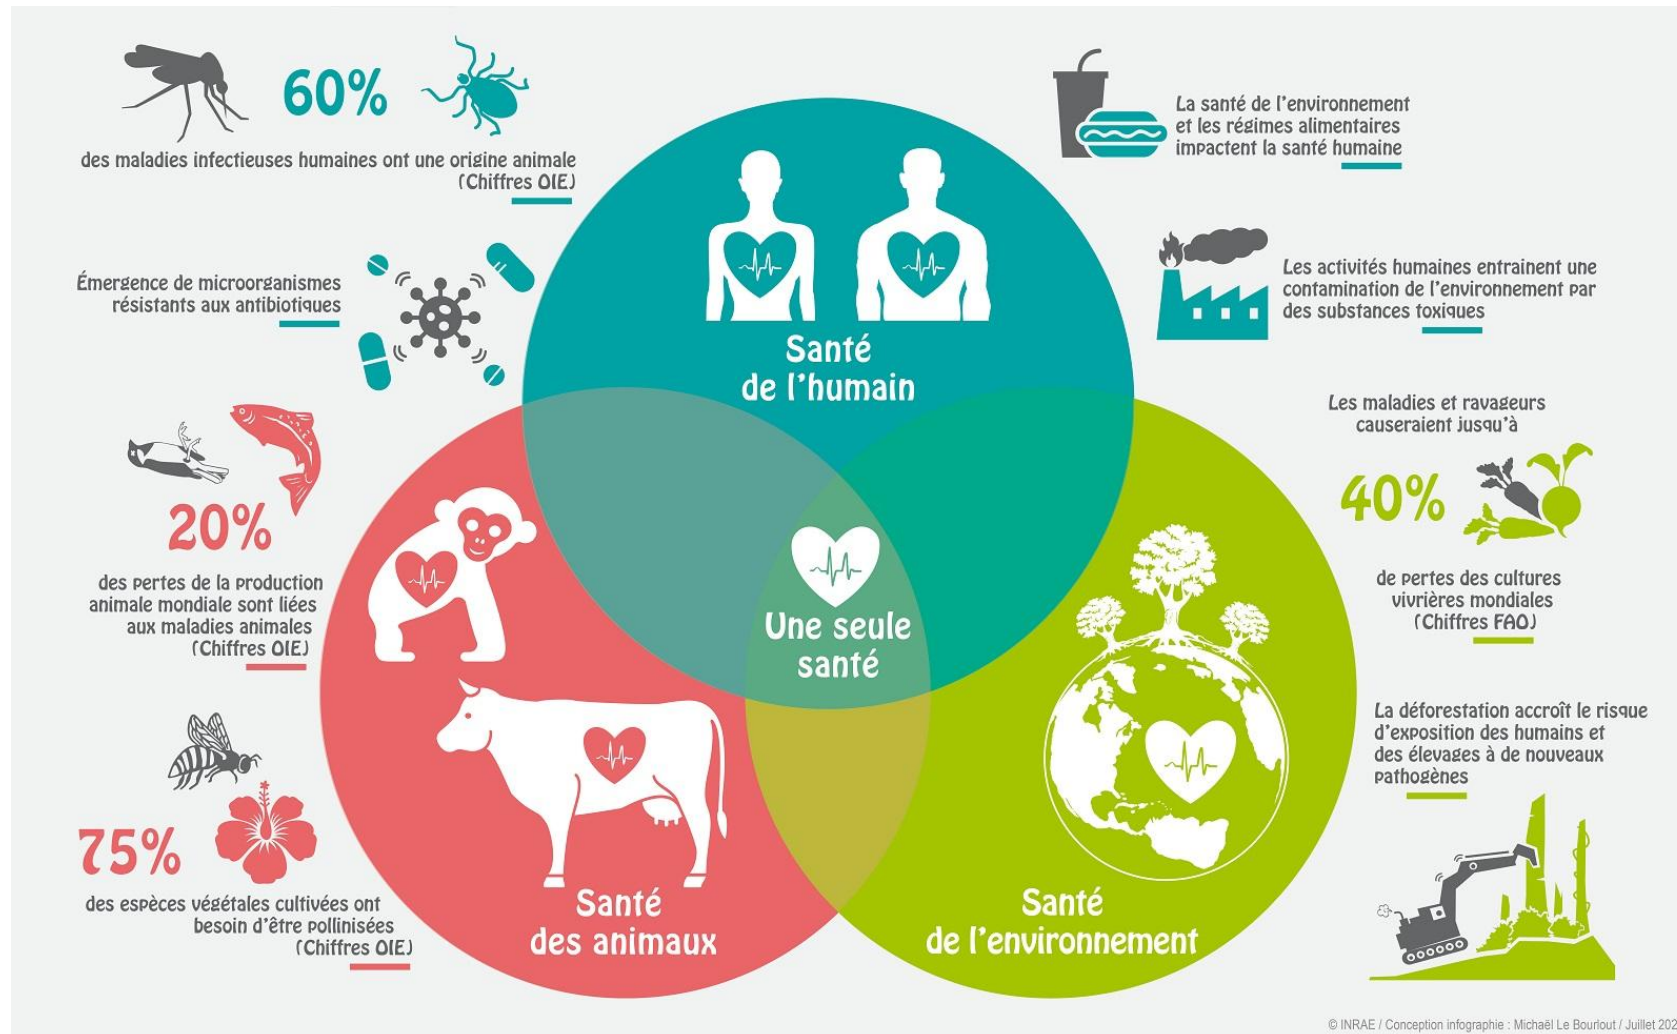 60%
des maladies infectieuses humaines ont une origine animale
(Chiffres OIE)
Émergence de microorganismes
résistants aux antibiotiques
20%
des pertes de la production
animale mondiale sont liées
aux maladies animales
(Chiffres OIE)
75%
des espèces végétales cultivées ont
besoin d'être pollinisées
(Chiffres OIE)
Santé
de l'humain
Une seule
santé
Santé
des animaux
Santé
de l'environnement
La santé de l'environnement
et les régimes alimentaires
impactent la santé humaine
Les activités humaines entrainent une
contamination de l'environnement par
des substances toxiques
Les maladies et ravageurs
causeraient jusqu'à
40%
de pertes des cultures
vivrières mondiales
(Chiffres FAO)
La déforestation accroît le risque
d'exposition des humains et
des élevages à de nouveaux
pathogènes
© INRAE / Conception infographie : Michaël Le Bourlout / Juillet 202